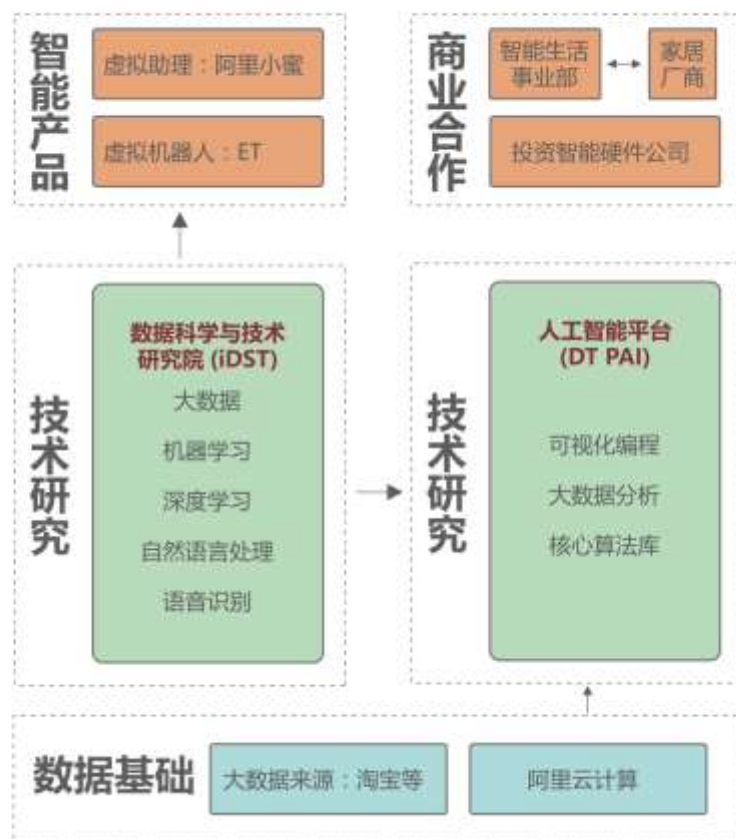 智能产品
虚拟助理：阿里小蜜
虚拟机器人：ET
商业合作
智能生活
事业部
家居
厂商
投资智能硬件公司
技术研究
数据科学与技术
研究院 (iDST)
大数据
机器学习
深度学习
自然语言处理
语音识别
技术研究
人工智能平台
(DT PAI)
可视化编程
大数据分析
核心算法库
数据基础
大数据来源：淘宝等
阿里云计算